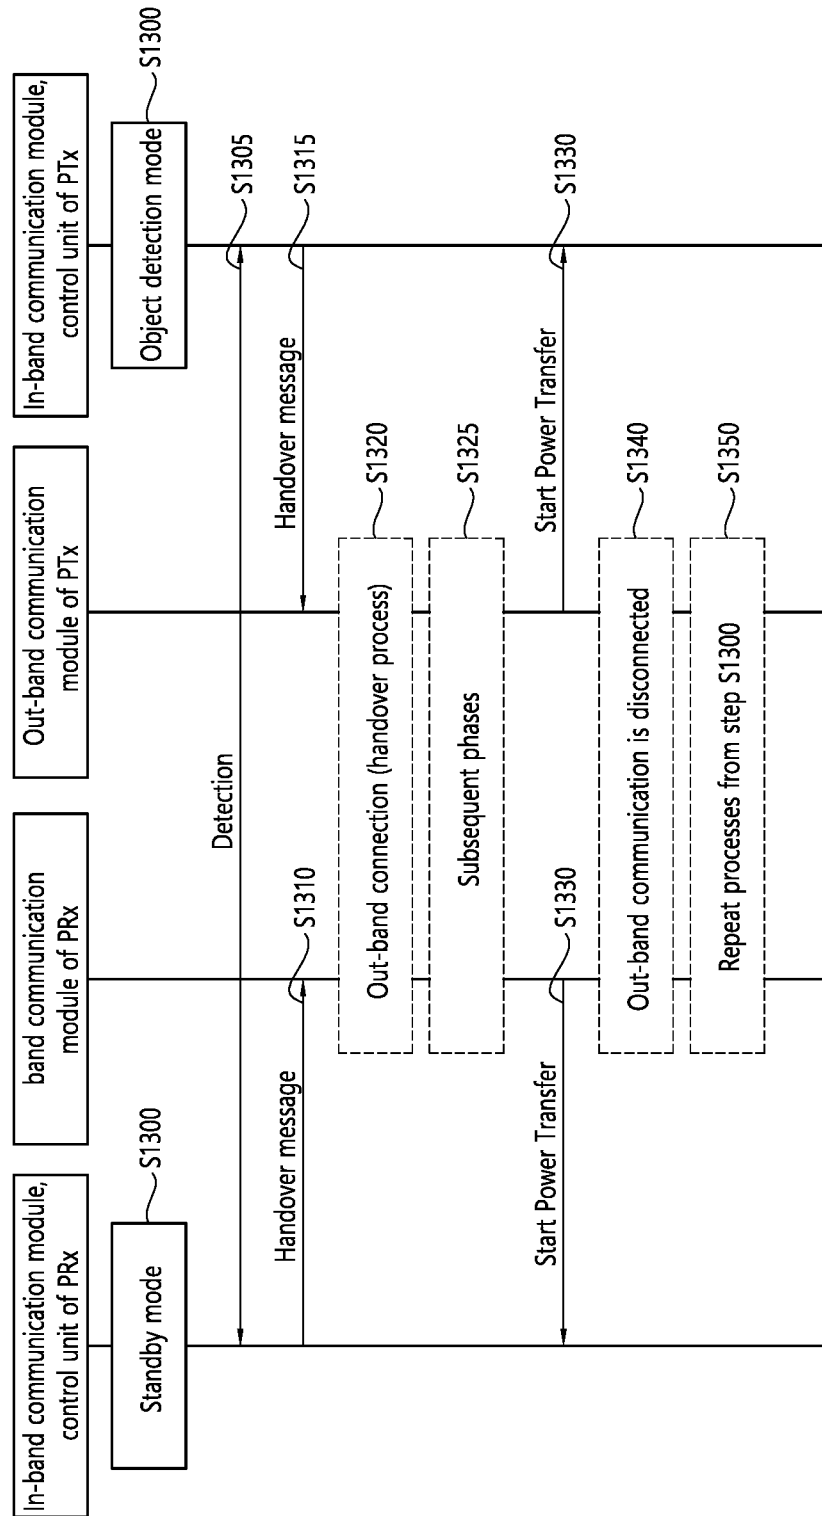 In-band communication module,
control unit of PRx
band communication
module of PRx
Out-band communication
module of PTx
In-band communication module,
control unit of PTx
Standby mode
S1300
Object detection mode
S1300
Detection
S1305
Handover message
S1310
Handover message
S1315
Out-band connection (handover process)
S1320
Subsequent phases
S1325
Start Power Transfer
S1330
Start Power Transfer
S1330
Out-band communication is disconnected
S1340
Repeat processes from step S1300
S1350